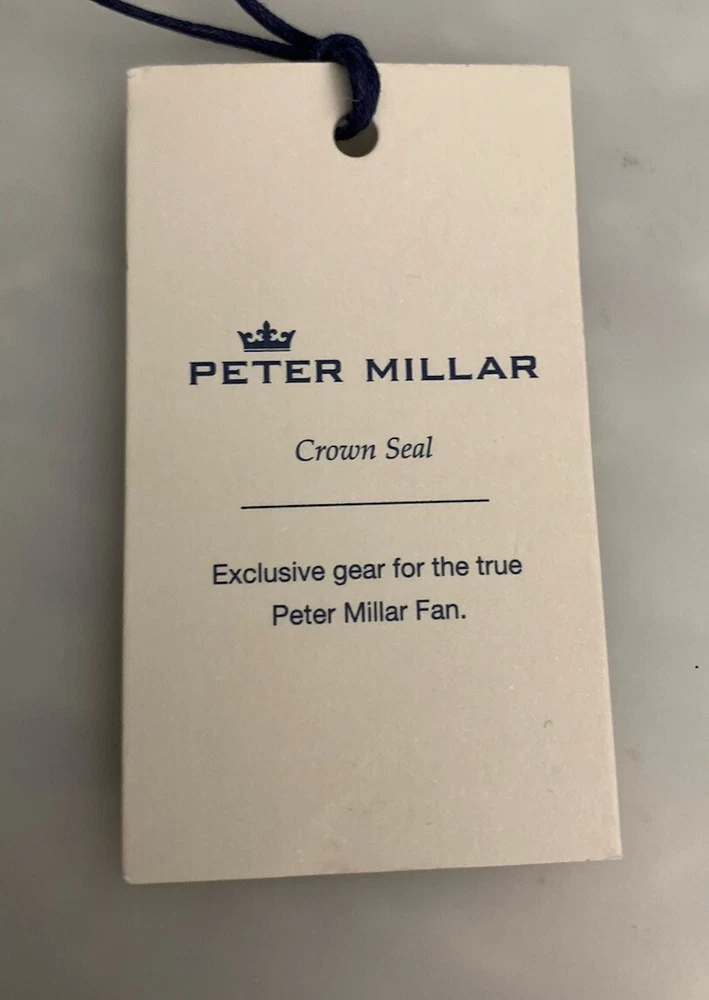 PETER MILLAR
Crown Seal
Exclusive gear for the true
Peter Millar Fan.